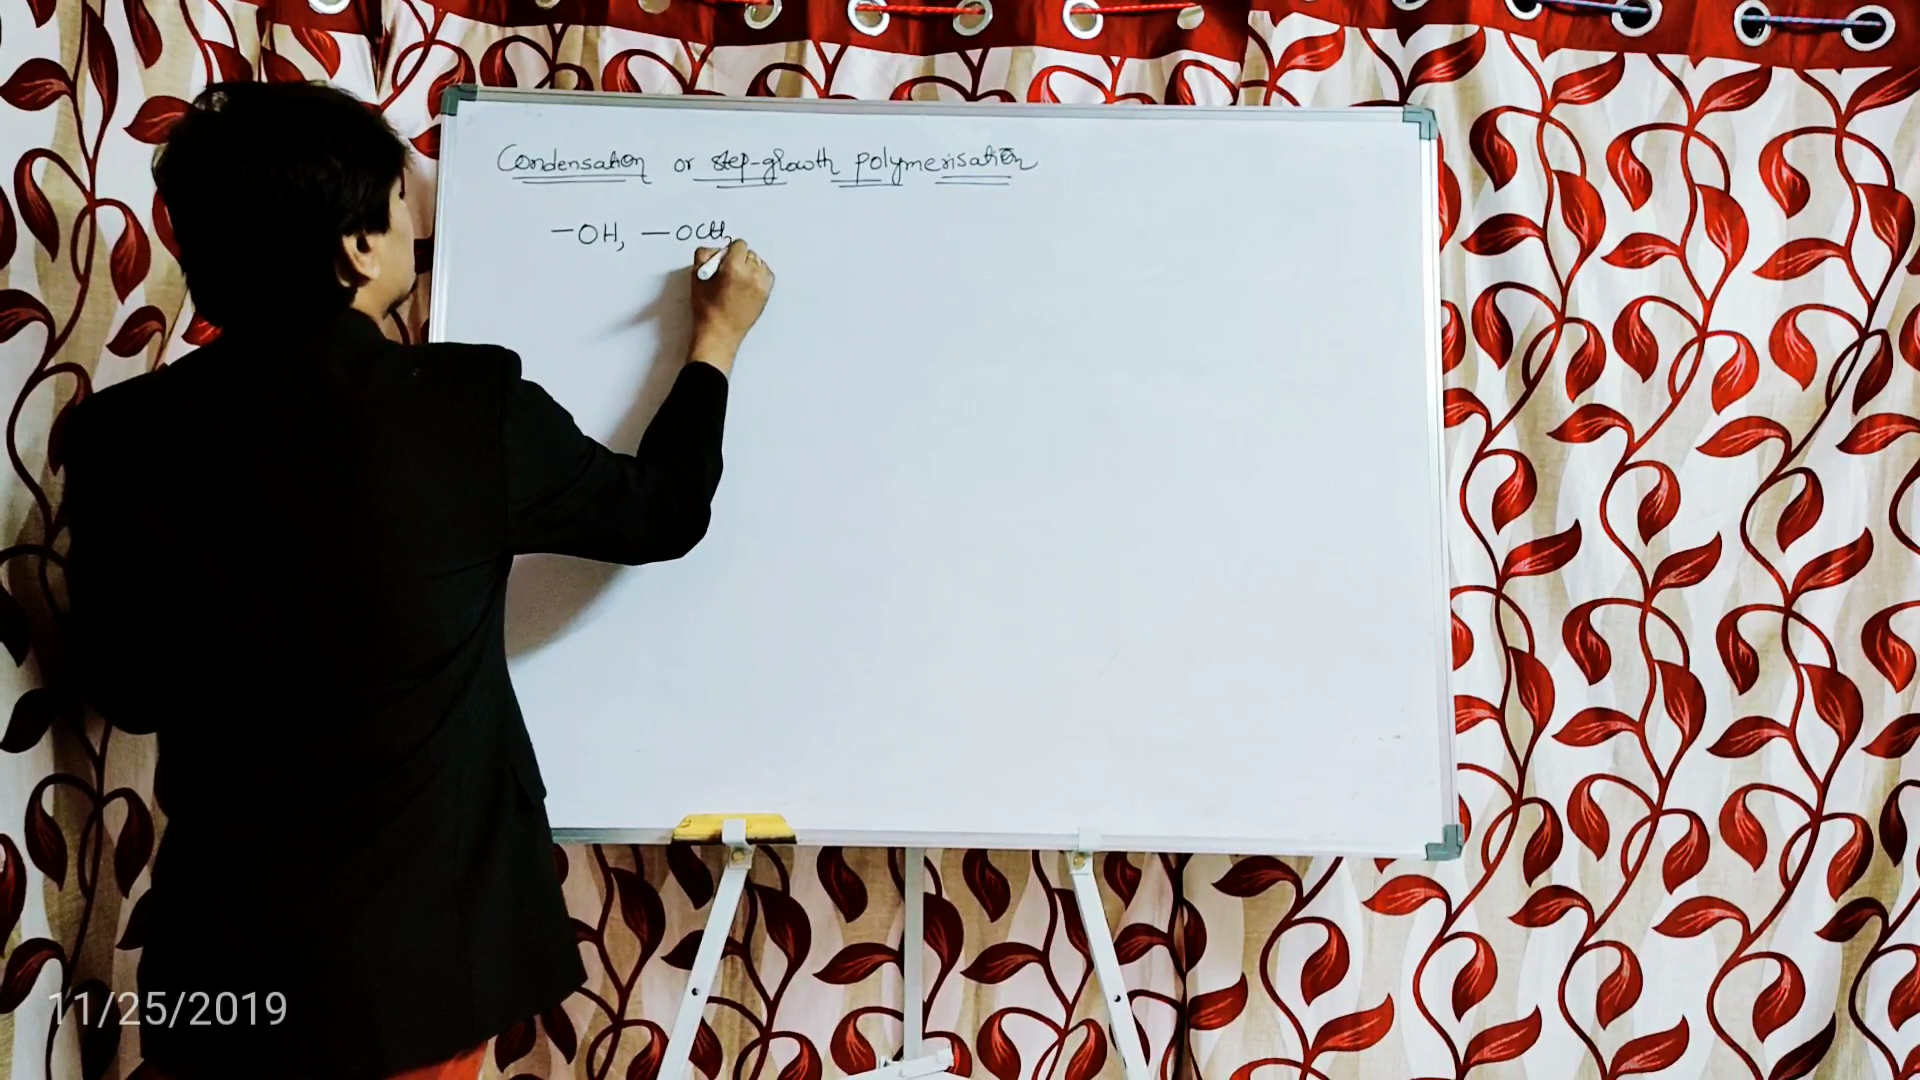 Condensation or step-growth polymerisation
—OH, —OCH3
11/25/2019